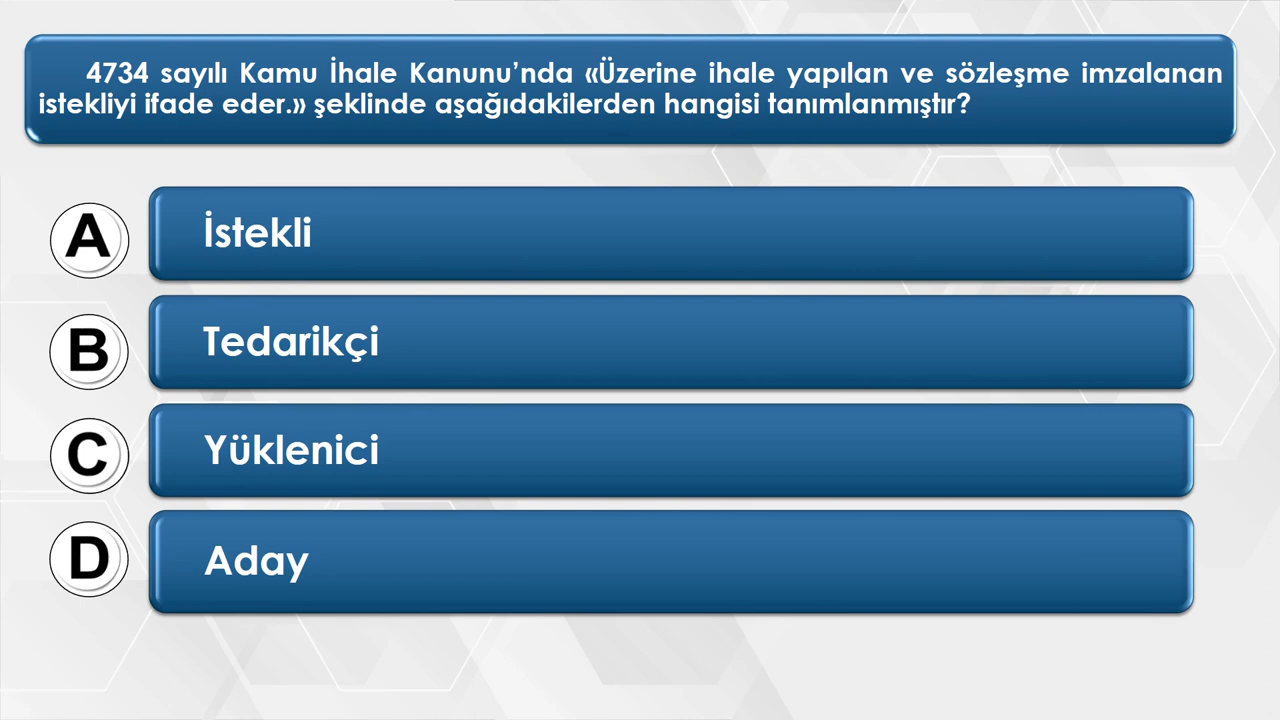 4734 sayılı Kamu İhale Kanunu’nda «Üzerine ihale yapılan ve sözleşme imzalanan
istekliyi ifade eder.» şeklinde aşağıdakilerden hangisi tanımlanmıştır?
A İstekli
B Tedarikçi
C Yüklenici
D Aday